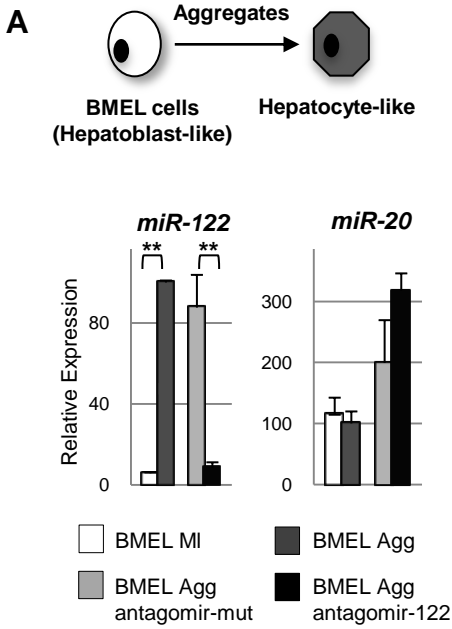 A
Aggregates
BMEL cells
(Hepatoblast-like)
Hepatocyte-like
miR-122
miR-20
**
**
Relative Expression
80
40
0
300
200
100
0
BMEL MI
BMEL Agg
BMEL Agg
antagomir-mut
BMEL Agg
antagomir-122